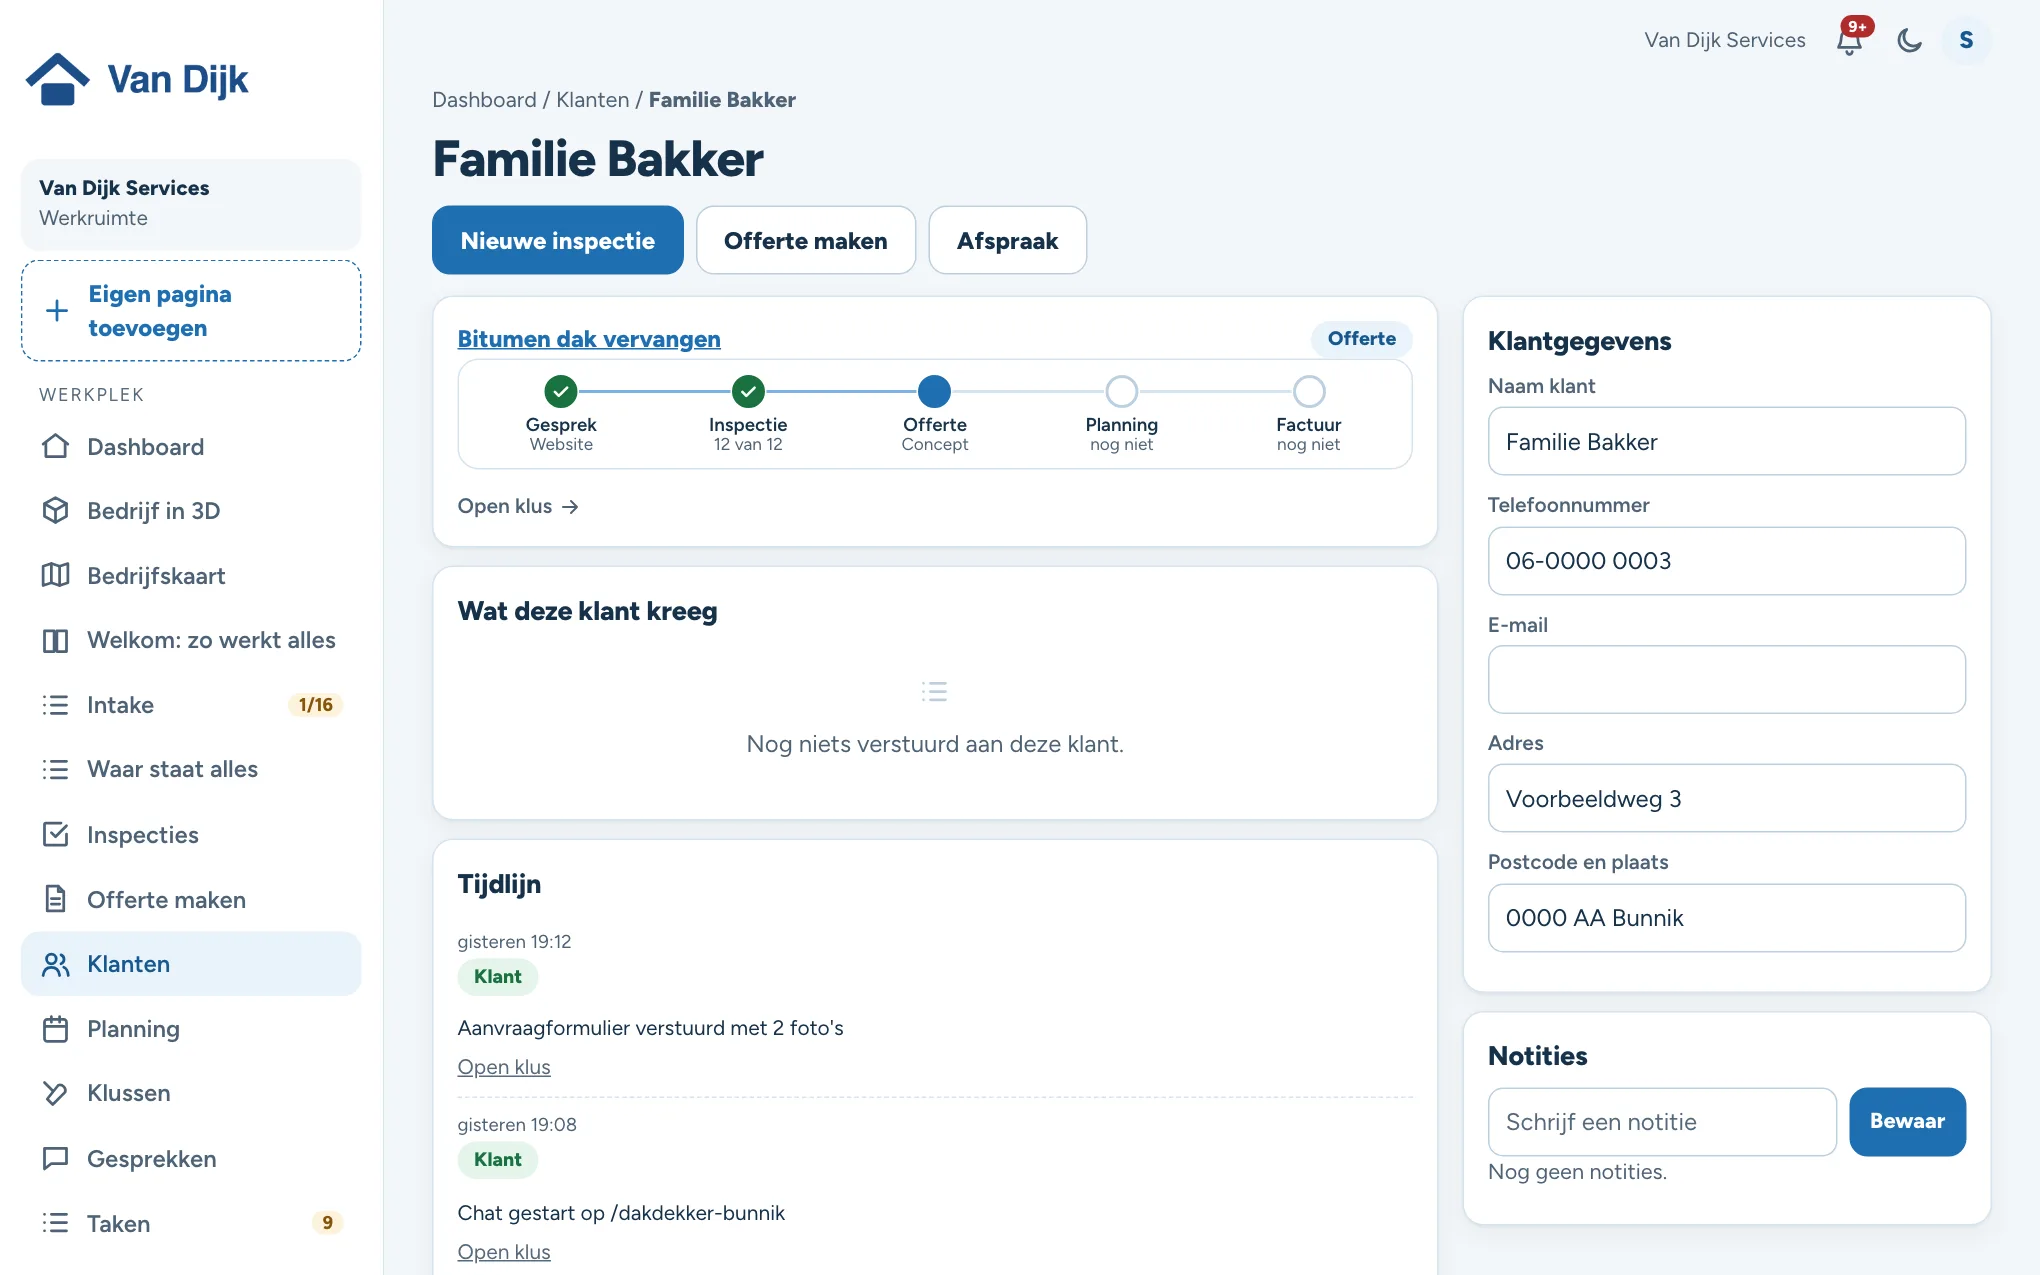 Van Dijk
Van Dijk Services
Werkruimte
Eigen pagina
toevoegen
WERKPLEK
Dashboard
Bedrijf in 3D
Bedrijfskaart
Welkom: zo werkt alles
Intake 1/16
Waar staat alles
Inspecties
Offerte maken
Klanten
Planning
Klussen
Gesprekken
Taken 9
Van Dijk Services 9+ S
Dashboard / Klanten / Familie Bakker
Familie Bakker
Nieuwe inspectie Offerte maken Afspraak
Bitumen dak vervangen Offerte
Gesprek Inspectie Offerte Planning Factuur
Website 12 van 12 Concept nog niet nog niet
Open klus →
Wat deze klant kreeg
Nog niets verstuurd aan deze klant.
Tijdlijn
gisteren 19:12
Klant
Aanvraagformulier verstuurd met 2 foto's
Open klus
gisteren 19:08
Klant
Chat gestart op /dakdekker-bunnik
Open klus
Klantgegevens
Naam klant
Familie Bakker
Telefoonnummer
06-0000 0003
E-mail
Adres
Voorbeeldweg 3
Postcode en plaats
0000 AA Bunnik
Notities
Schrijf een notitie Bewaar
Nog geen notities.